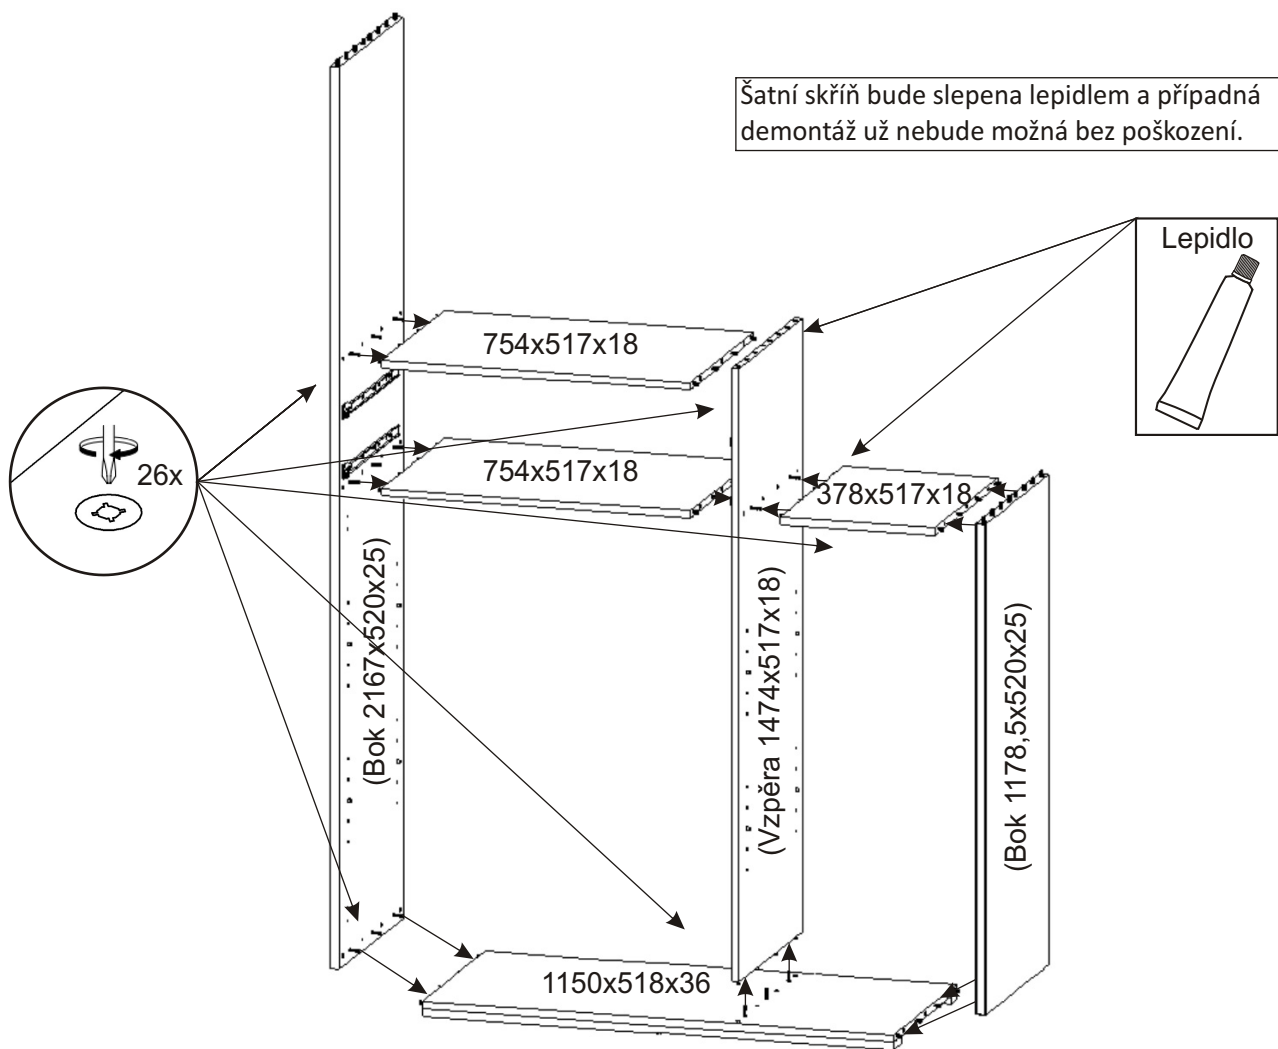 Šatní skříň bude slepena lepidlem a případná
demontáž už nebude možná bez poškození.
Lepidlo
754x517x18
26x
754x517x18
378x517x18
(Bok 2167x520x25)
(Vzpěra 1474x517x18)
(Bok 1178,5x520x25)
1150x518x36